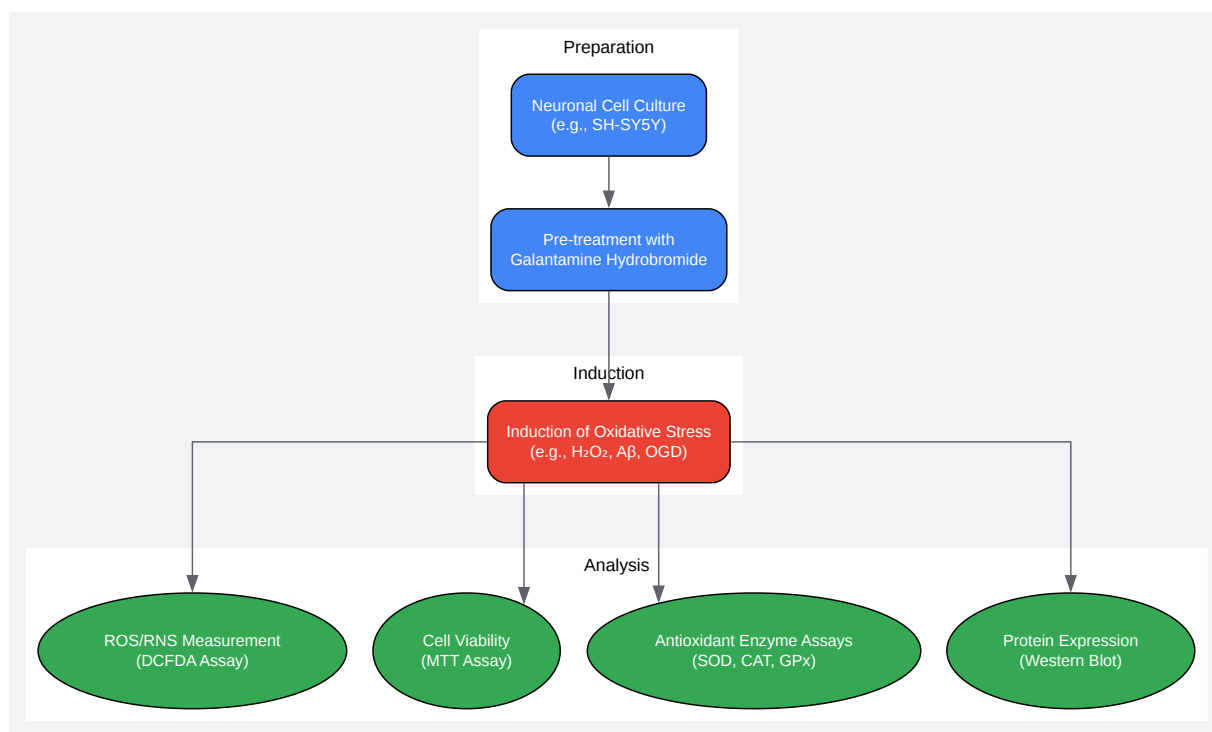 Preparation
Neuronal Cell Culture
(e.g., SH-SY5Y)
Pre-treatment with
Galantamine Hydrobromide
Induction
Induction of Oxidative Stress
(e.g., H₂O₂, Aβ, OGD)
Analysis
ROS/RNS Measurement
(DCFDA Assay)
Cell Viability
(MTT Assay)
Antioxidant Enzyme Assays
(SOD, CAT, GPx)
Protein Expression
(Western Blot)